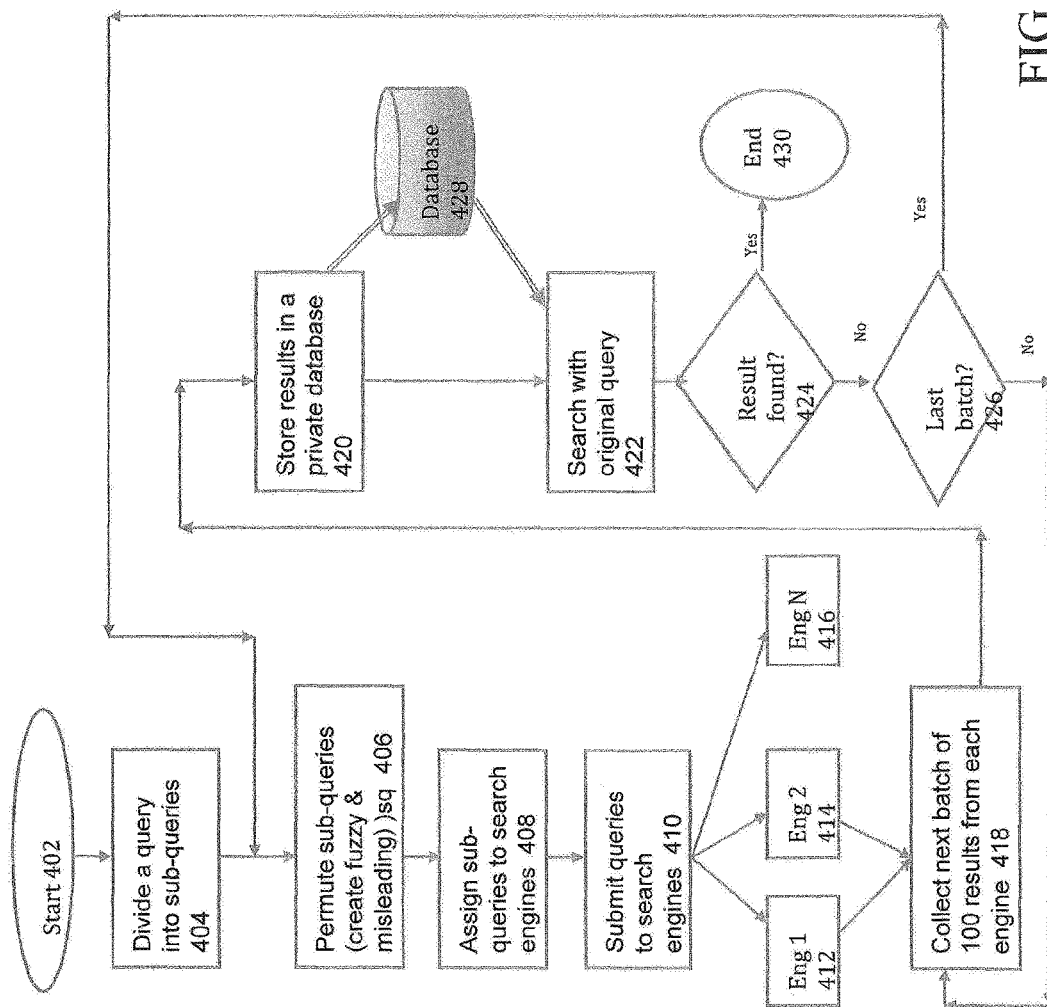 Start 402
Divide a query
into sub-queries
404
Permute sub-queries
(create fuzzy &
misleading) )sq 406
Assign sub-
queries to search
engines 408
Submit queries
to search
engines 410
Eng 1
412
Eng 2
414
Eng N
416
Collect next batch of
100 results from each
engine 418
Store results in a
private database
420
Database
428
Search with
original query
422
Result
found?
424
Yes
End
430
No
Last
batch?
426
Yes
No
FIG